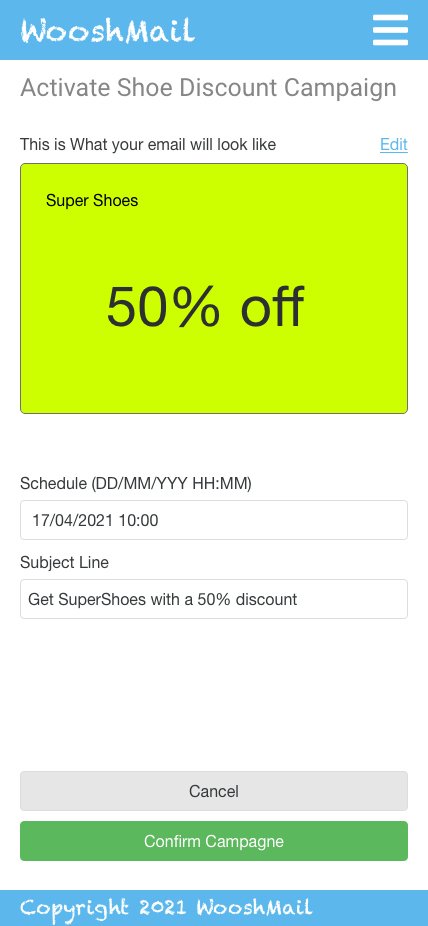 WooshMail
Activate Shoe Discount Campaign
This is What your email will look like Edit
Super Shoes
50% off
Schedule (DD/MM/YYY HH:MM)
17/04/2021 10:00
Subject Line
Get SuperShoes with a 50% discount
Cancel
Confirm Campagne
Copyright 2021 WooshMail